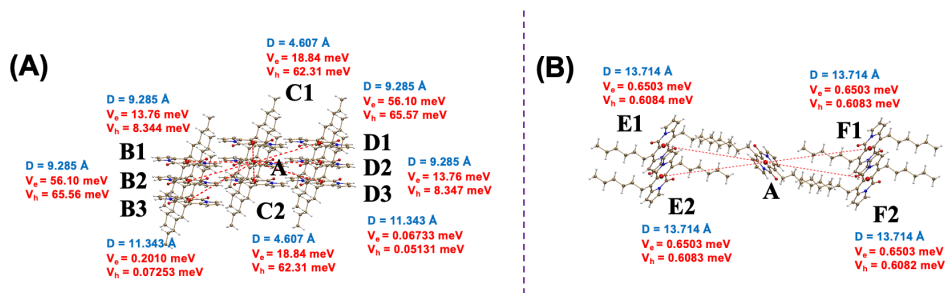 (A)
D = 4.607 Å
Ve = 18.84 meV
Vh = 62.31 meV
C1
D = 9.285 Å
Ve = 13.76 meV
Vh = 8.344 meV
B1
D = 9.285 Å
Ve = 56.10 meV
Vh = 65.57 meV
D1
D = 9.285 Å
Ve = 56.10 meV
Vh = 65.56 meV
B2
A
D2
D = 9.285 Å
Ve = 13.76 meV
Vh = 8.347 meV
B3
C2
D3
D = 11.343 Å
Ve = 0.2010 meV
Vh = 0.07253 meV
D = 4.607 Å
Ve = 18.84 meV
Vh = 62.31 meV
D = 11.343 Å
Ve = 0.06733 meV
Vh = 0.05131 meV
(B)
D = 13.714 Å
Ve = 0.6503 meV
Vh = 0.6084 meV
E1
D = 13.714 Å
Ve = 0.6503 meV
Vh = 0.6083 meV
F1
A
E2
D = 13.714 Å
Ve = 0.6503 meV
Vh = 0.6083 meV
F2
D = 13.714 Å
Ve = 0.6503 meV
Vh = 0.6082 meV